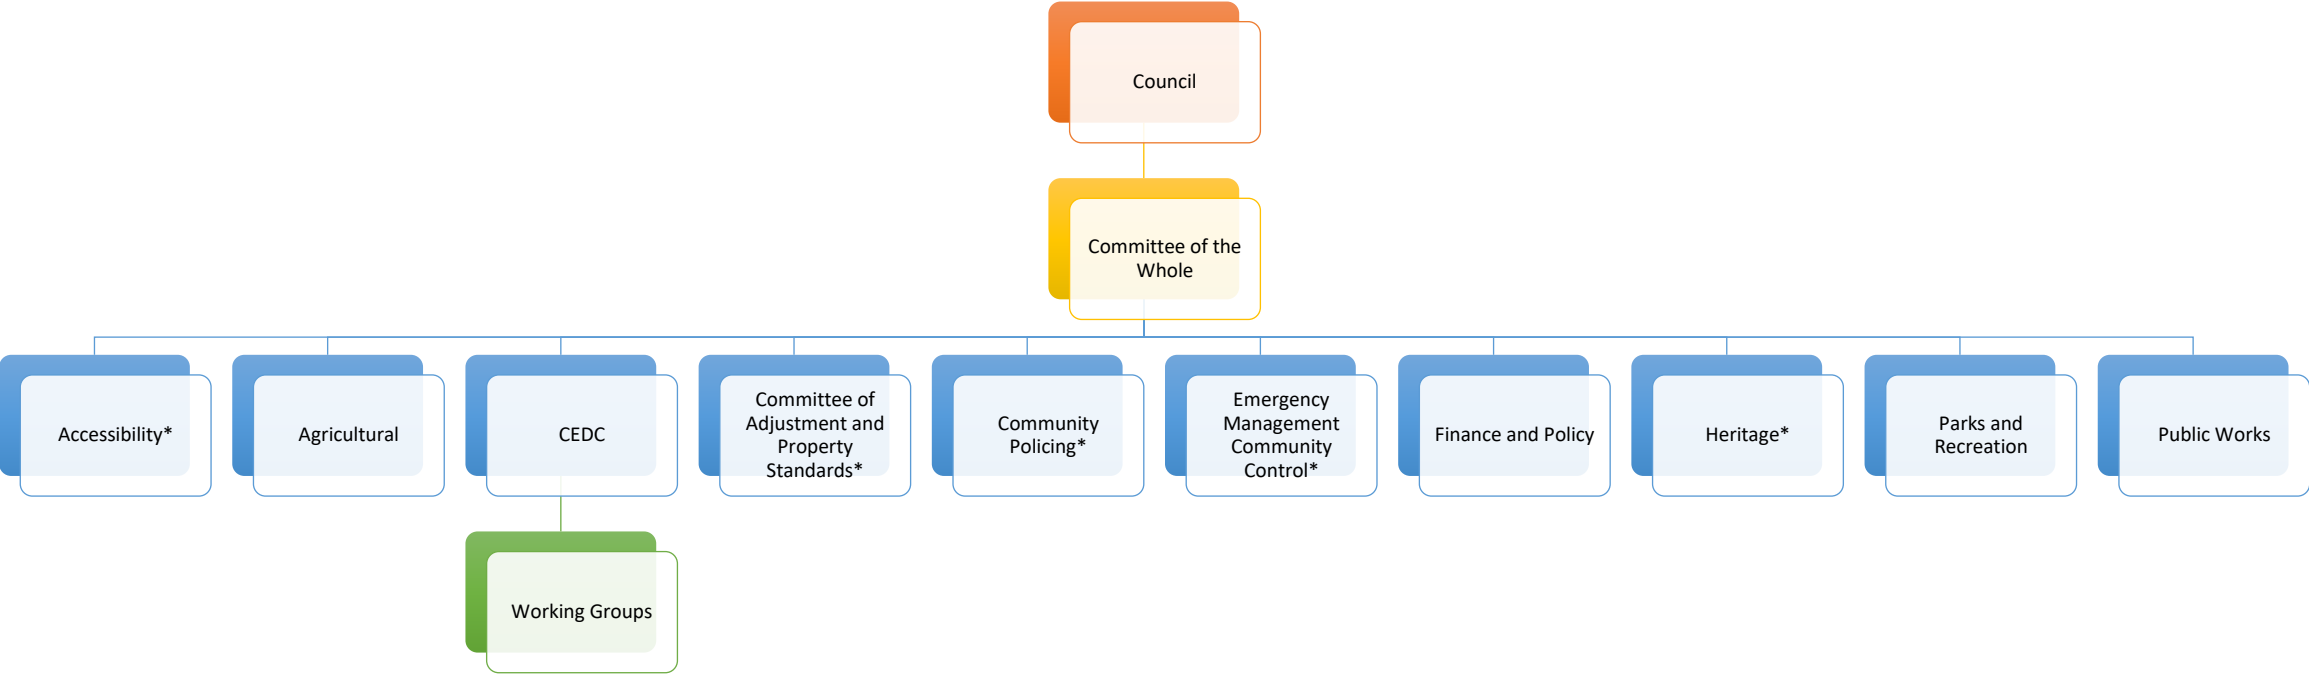 Council
Committee of the
Whole
Accessibility*
Agricultural
CEDC
Committee of
Adjustment and
Property
Standards*
Community
Policing*
Emergency
Management
Community
Control*
Finance and Policy
Heritage*
Parks and
Recreation
Public Works
Working Groups